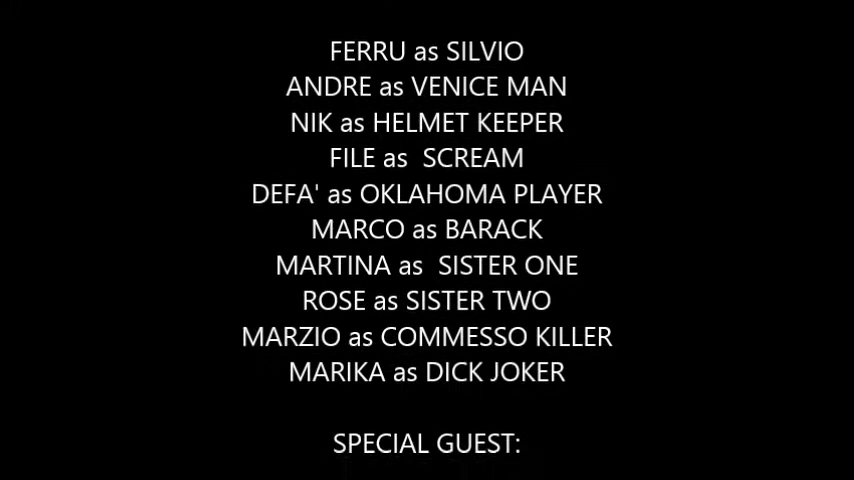 FERRU as SILVIO
ANDRE as VENICE MAN
NIK as HELMET KEEPER
FILE as  SCREAM
DEFA' as OKLAHOMA PLAYER
MARCO as BARACK
MARTINA as  SISTER ONE
ROSE as SISTER TWO
MARZIO as COMMESSO KILLER
MARIKA as DICK JOKER
SPECIAL GUEST: